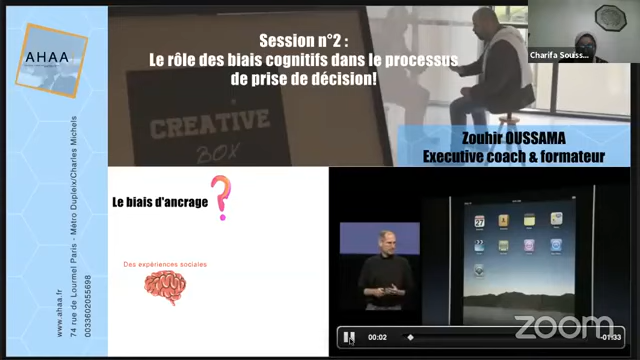 AHAA
Session n°2 :
Le rôle des biais cognitifs dans le processus
de prise de décision!
Charifa Souiss...
CREATIVE
BOX
Zouhir OUSSAMA
Executive coach & formateur
Le biais d'ancrage ?
Des expériences sociales
www.ahaa.fr
74 rue de Lourmel Paris - Métro Dupleix/Charles Michels
0033602055698
00:02
-01:33
zoom